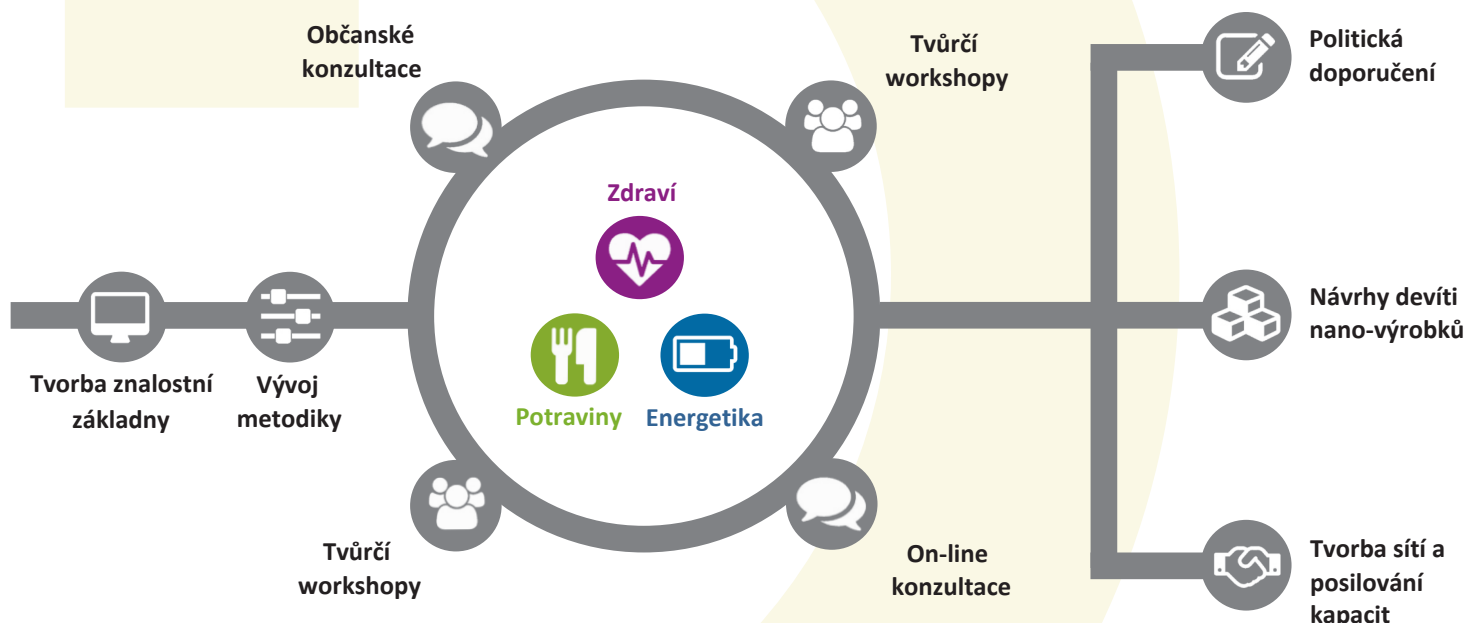 Občanské
konzultace
Tvůrčí
workshopy
Politická
doporučení
Zdraví
Návrhy devíti
nano-výrobků
Tvorba znalostní
základny
Vývoj
metodiky
Potraviny
Energetika
Tvůrčí
workshopy
On-line
konzultace
Tvorba sítí a
posilování
kapacit